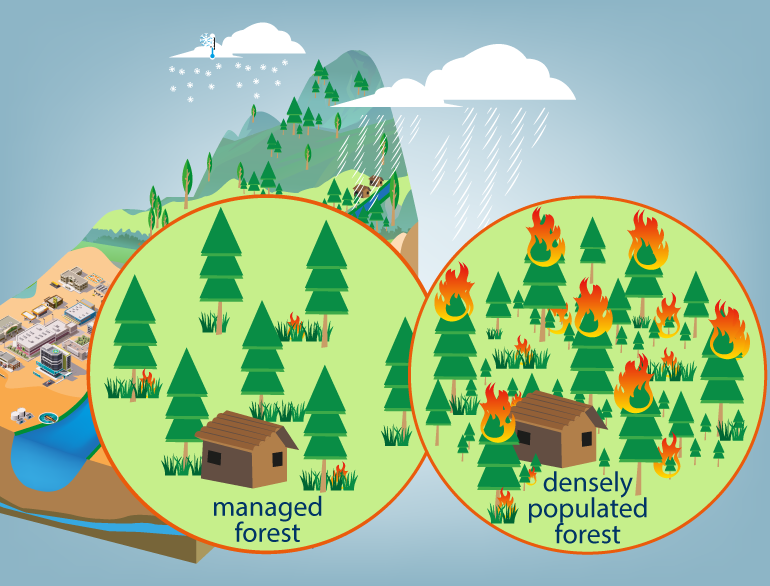 managed
forest
densely
populated
forest